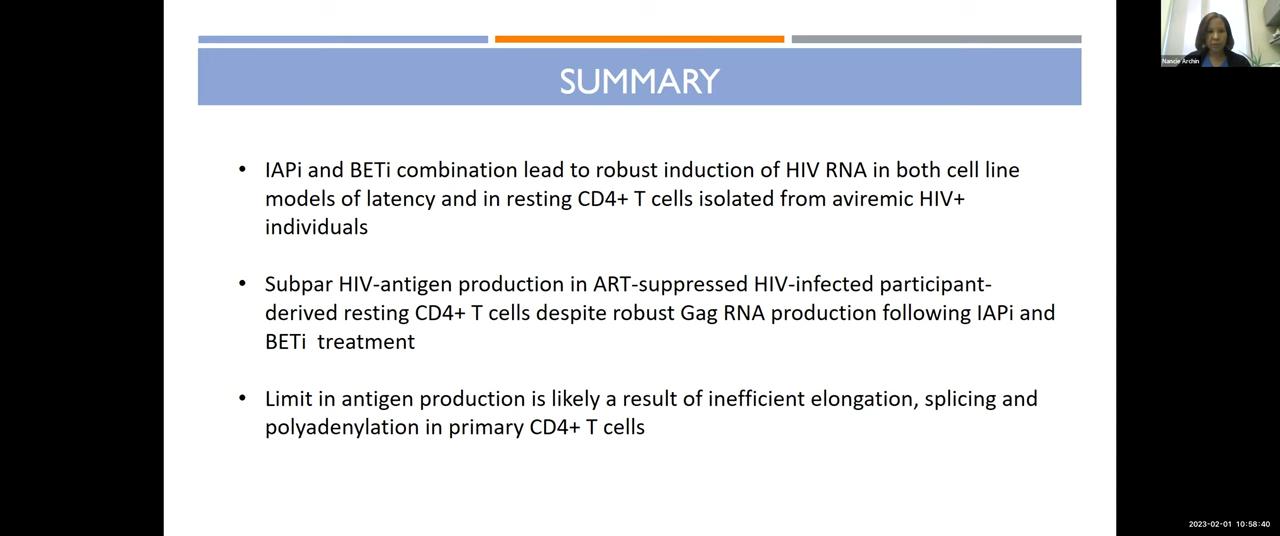 Nancie Archin
SUMMARY
• IAPi and BETi combination lead to robust induction of HIV RNA in both cell line
models of latency and in resting CD4+ T cells isolated from aviremic HIV+
individuals
• Subpar HIV-antigen production in ART-suppressed HIV-infected participant-
derived resting CD4+ T cells despite robust Gag RNA production following IAPi and
BETi  treatment
• Limit in antigen production is likely a result of inefficient elongation, splicing and
polyadenylation in primary CD4+ T cells
2023-02-01 10:58:40